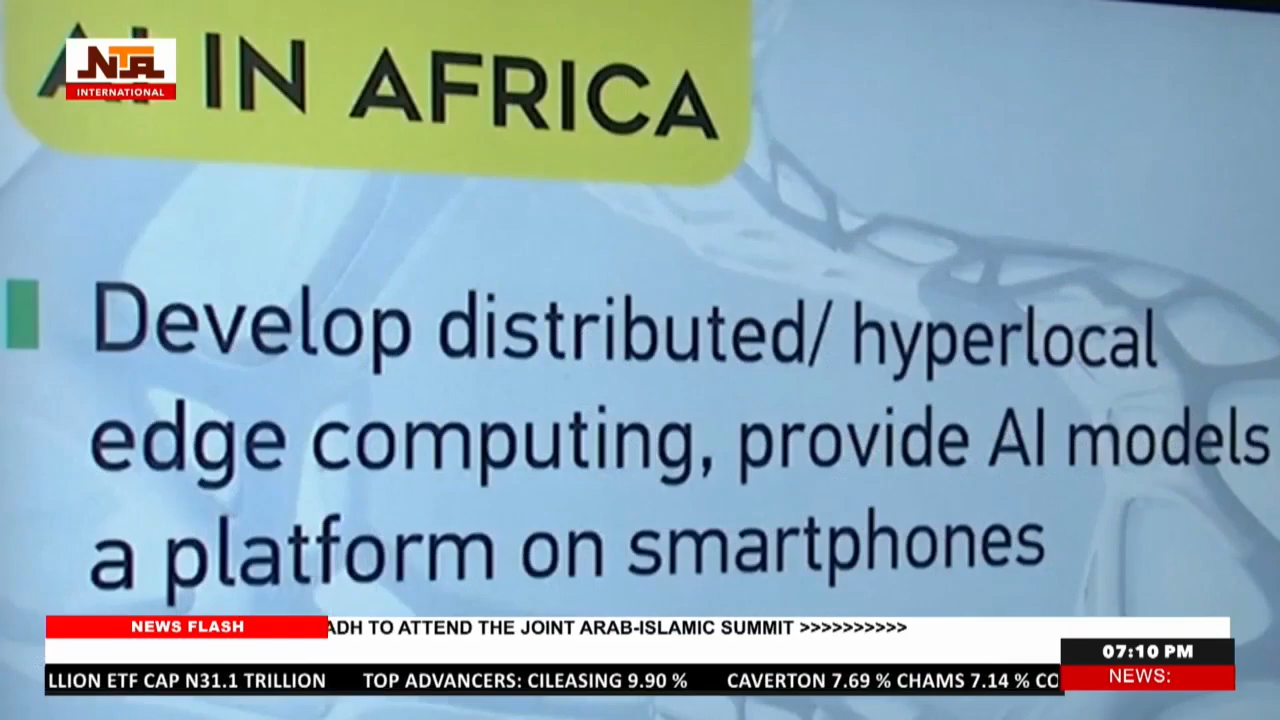 AI IN AFRICA
NTA
INTERNATIONAL
Develop distributed/ hyperlocal
edge computing, provide AI models
a platform on smartphones
NEWS FLASH
ADH TO ATTEND THE JOINT ARAB-ISLAMIC SUMMIT >>>>>>>>>>
07:10 PM
LLION ETF CAP N31.1 TRILLION TOP ADVANCERS: CILEASING 9.90 % CAVERTON 7.69 % CHAMS 7.14 % CO
NEWS: